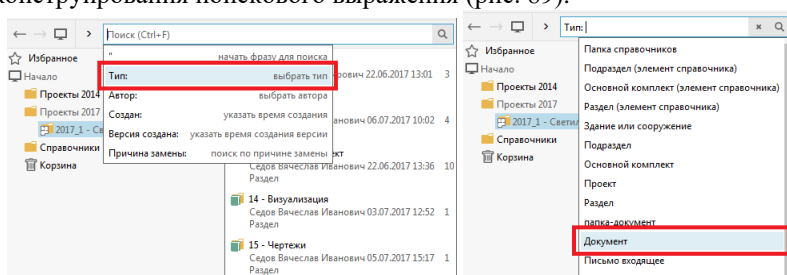 конструирования поискового выражения (рис. 89).
Поиск (Ctrl+F)
Избранное
Начало
Проекты 2014
Проекты 2017
2017_1 - Св
Справочники
Корзина
" начать фразу для поиска
Тип: выбрать тип
Автор: выбрать автора
Создан: указать время создания
Версия создана: указать время создания версии
Причина замены: поиск по причине замены
рович 22.06.2017 13:01 3
анович 06.07.2017 10:02 4
ект
Седов Вячеслав Иванович 22.06.2017 13:36 10
Раздел
14 - Визуализация
Седов Вячеслав Иванович 03.07.2017 12:52 1
Раздел
15 - Чертежи
Седов Вячеслав Иванович 05.07.2017 15:17 1
Раздел
Тип:
Избранное
Начало
Проекты 2014
Проекты 2017
2017_1 - Свети
Справочники
Корзина
Папка справочников
Подраздел (элемент справочника)
Основной комплект (элемент справочника)
Раздел (элемент справочника)
Здание или сооружение
Подраздел
Основной комплект
Проект
Раздел
папка-документ
Документ
Письмо входящее